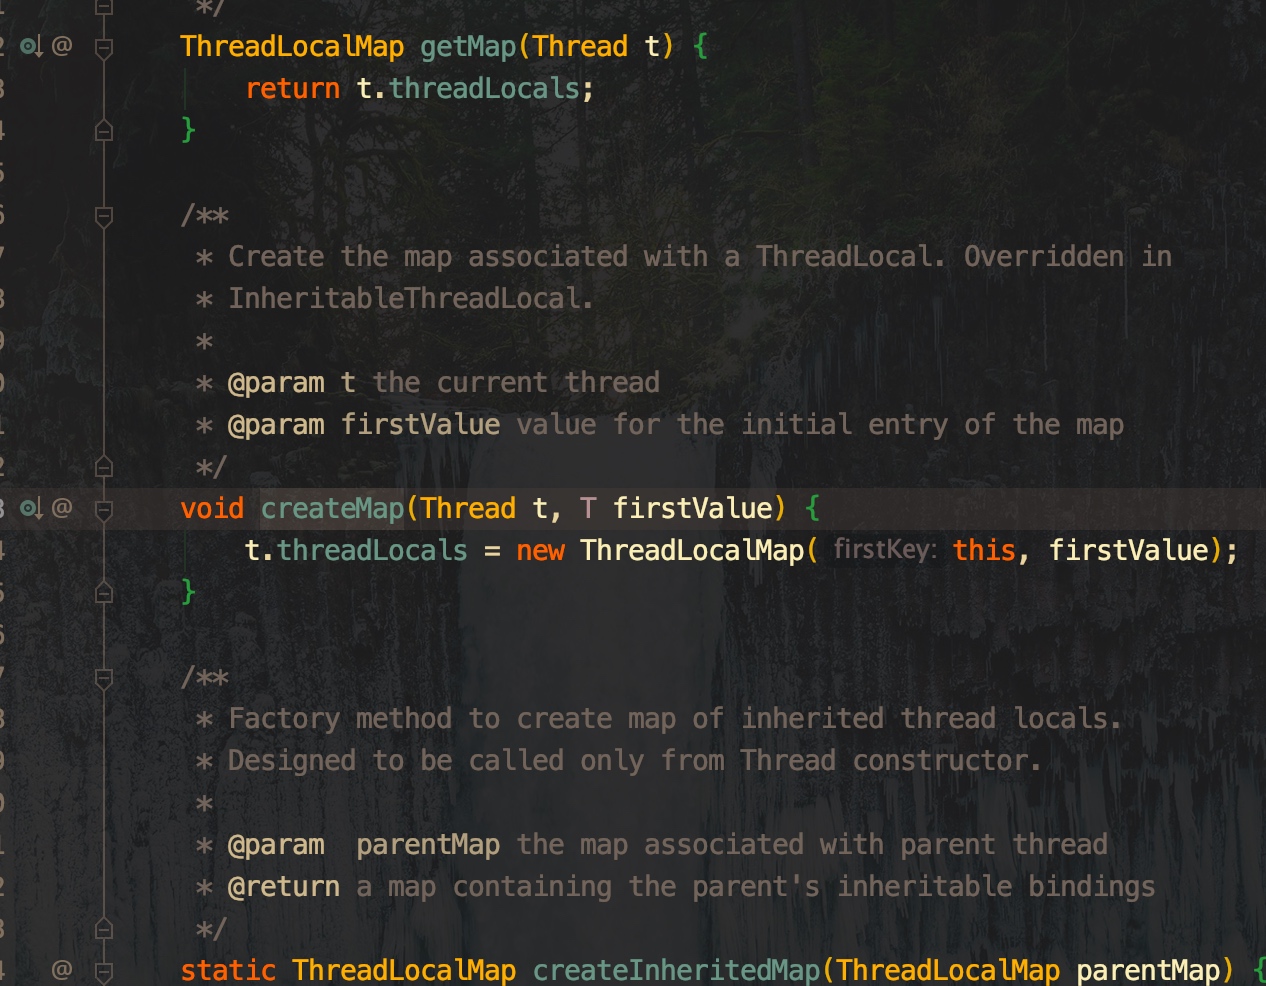 */
ThreadLocalMap getMap(Thread t) {
return t.threadLocals;
}
/**
* Create the map associated with a ThreadLocal. Overridden in
* InheritableThreadLocal.
*
* @param t the current thread
* @param firstValue value for the initial entry of the map
*/
void createMap(Thread t, T firstValue) {
t.threadLocals = new ThreadLocalMap( firstKey: this, firstValue);
}
/**
* Factory method to create map of inherited thread locals.
* Designed to be called only from Thread constructor.
*
* @param  parentMap the map associated with parent thread
* @return a map containing the parent's inheritable bindings
*/
static ThreadLocalMap createInheritedMap(ThreadLocalMap parentMap) {